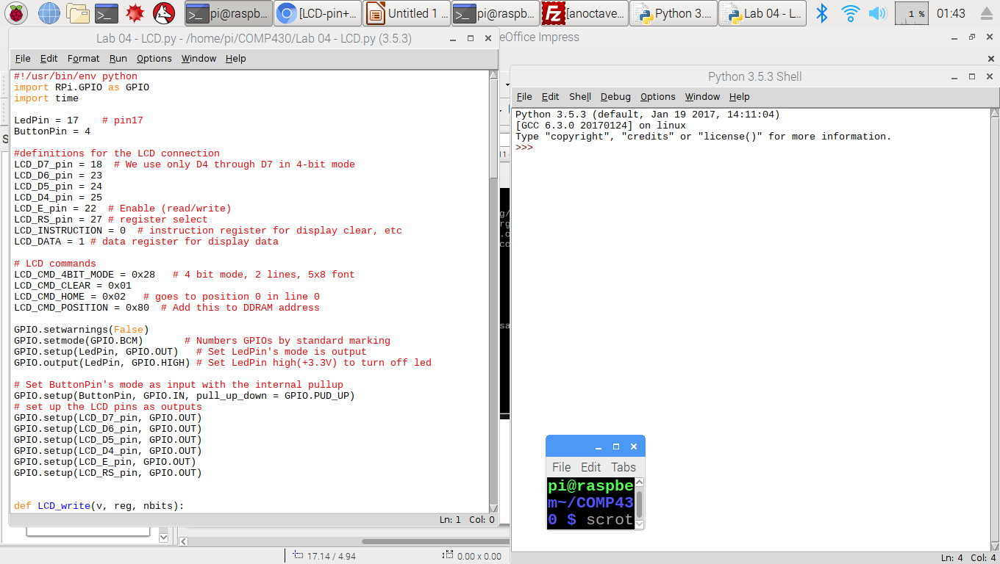 pi@raspb...
[LCD-pin+...
Untitled 1 ...
pi@raspb...
[anoctave...
Python 3....
Lab 04 - L...
1 %
01:43
Lab 04 - LCD.py - /home/pi/COMP430/Lab 04 - LCD.py (3.5.3)
File Edit Format Run Options Window Help
#!/usr/bin/env python
import RPi.GPIO as GPIO
import time
LedPin = 17    # pin17
ButtonPin = 4
#definitions for the LCD connection
LCD_D7_pin = 18  # We use only D4 through D7 in 4-bit mode
LCD_D6_pin = 23
LCD_D5_pin = 24
LCD_D4_pin = 25
LCD_E_pin = 22  # Enable (read/write)
LCD_RS_pin = 27 # register select
LCD_INSTRUCTION = 0  # instruction register for display clear, etc
LCD_DATA = 1 # data register for display data
# LCD commands
LCD_CMD_4BIT_MODE = 0x28   # 4 bit mode, 2 lines, 5x8 font
LCD_CMD_CLEAR = 0x01
LCD_CMD_HOME = 0x02   # goes to position 0 in line 0
LCD_CMD_POSITION = 0x80  # Add this to DDRAM address
GPIO.setwarnings(False)
GPIO.setmode(GPIO.BCM)       # Numbers GPIOs by standard marking
GPIO.setup(LedPin, GPIO.OUT)   # Set LedPin's mode is output
GPIO.output(LedPin, GPIO.HIGH) # Set LedPin high(+3.3V) to turn off led
# Set ButtonPin's mode as input with the internal pullup
GPIO.setup(ButtonPin, GPIO.IN, pull_up_down = GPIO.PUD_UP)
# set up the LCD pins as outputs
GPIO.setup(LCD_D7_pin, GPIO.OUT)
GPIO.setup(LCD_D6_pin, GPIO.OUT)
GPIO.setup(LCD_D5_pin, GPIO.OUT)
GPIO.setup(LCD_D4_pin, GPIO.OUT)
GPIO.setup(LCD_E_pin, GPIO.OUT)
GPIO.setup(LCD_RS_pin, GPIO.OUT)
def LCD_write(v, reg, nbits):
Ln: 1 Col: 0
17.14 / 4.94
0.00 x 0.00
eOffice Impress
Python 3.5.3 Shell
File Edit Shell Debug Options Window Help
Python 3.5.3 (default, Jan 19 2017, 14:11:04)
[GCC 6.3.0 20170124] on linux
Type "copyright", "credits" or "license()" for more information.
>>>
Ln: 4 Col: 4
File Edit Tabs
pi@raspbe
m~/COMP43
0 $ scrot